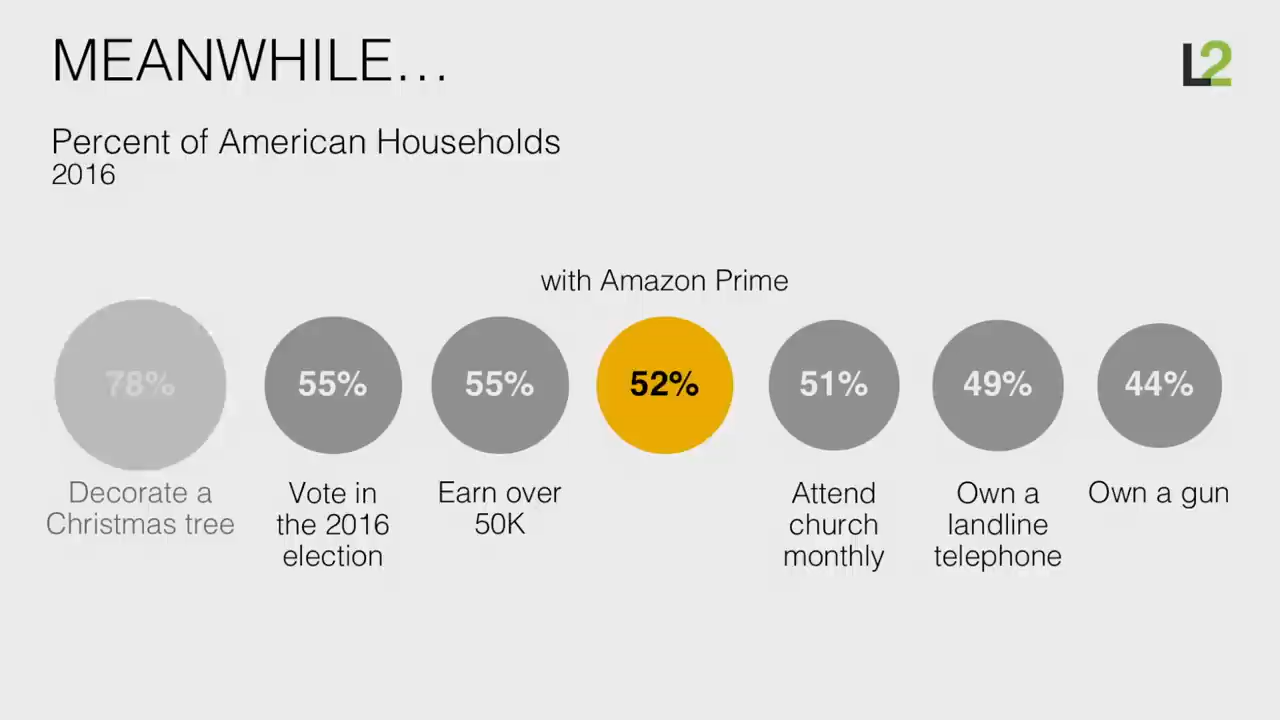 MEANWHILE...
L2
Percent of American Households
2016
with Amazon Prime
78%
55%
55%
52%
51%
49%
44%
Decorate a
Christmas tree
Vote in
the 2016
election
Earn over
50K
Attend
church
monthly
Own a
landline
telephone
Own a gun